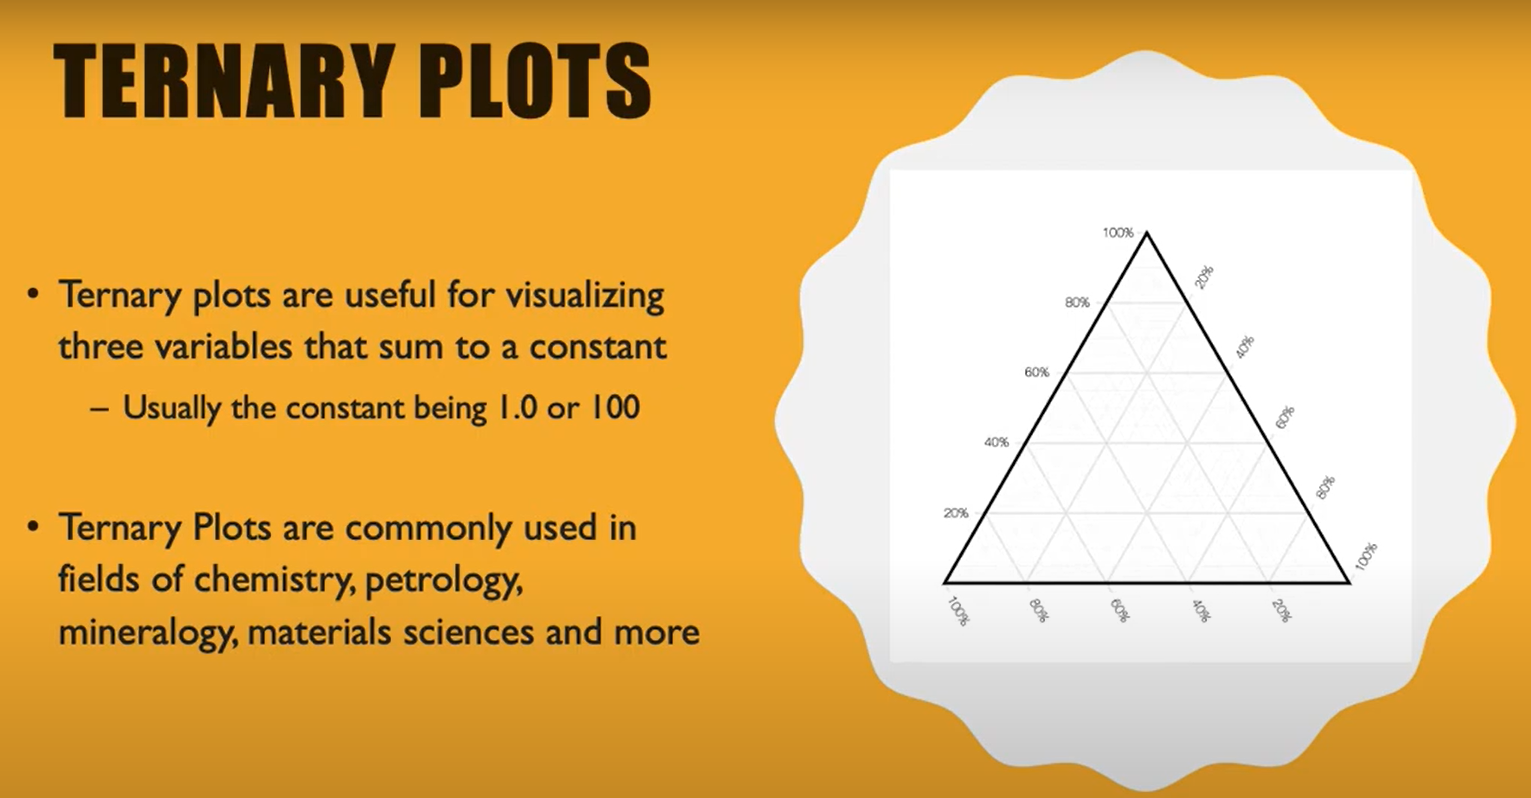 TERNARY PLOTS
• Ternary plots are useful for visualizing
three variables that sum to a constant
– Usually the constant being 1.0 or 100
• Ternary Plots are commonly used in
fields of chemistry, petrology,
mineralogy, materials sciences and more
100%
80%
60%
40%
20%
20%
40%
60%
80%
100%
100%
80%
60%
40%
20%